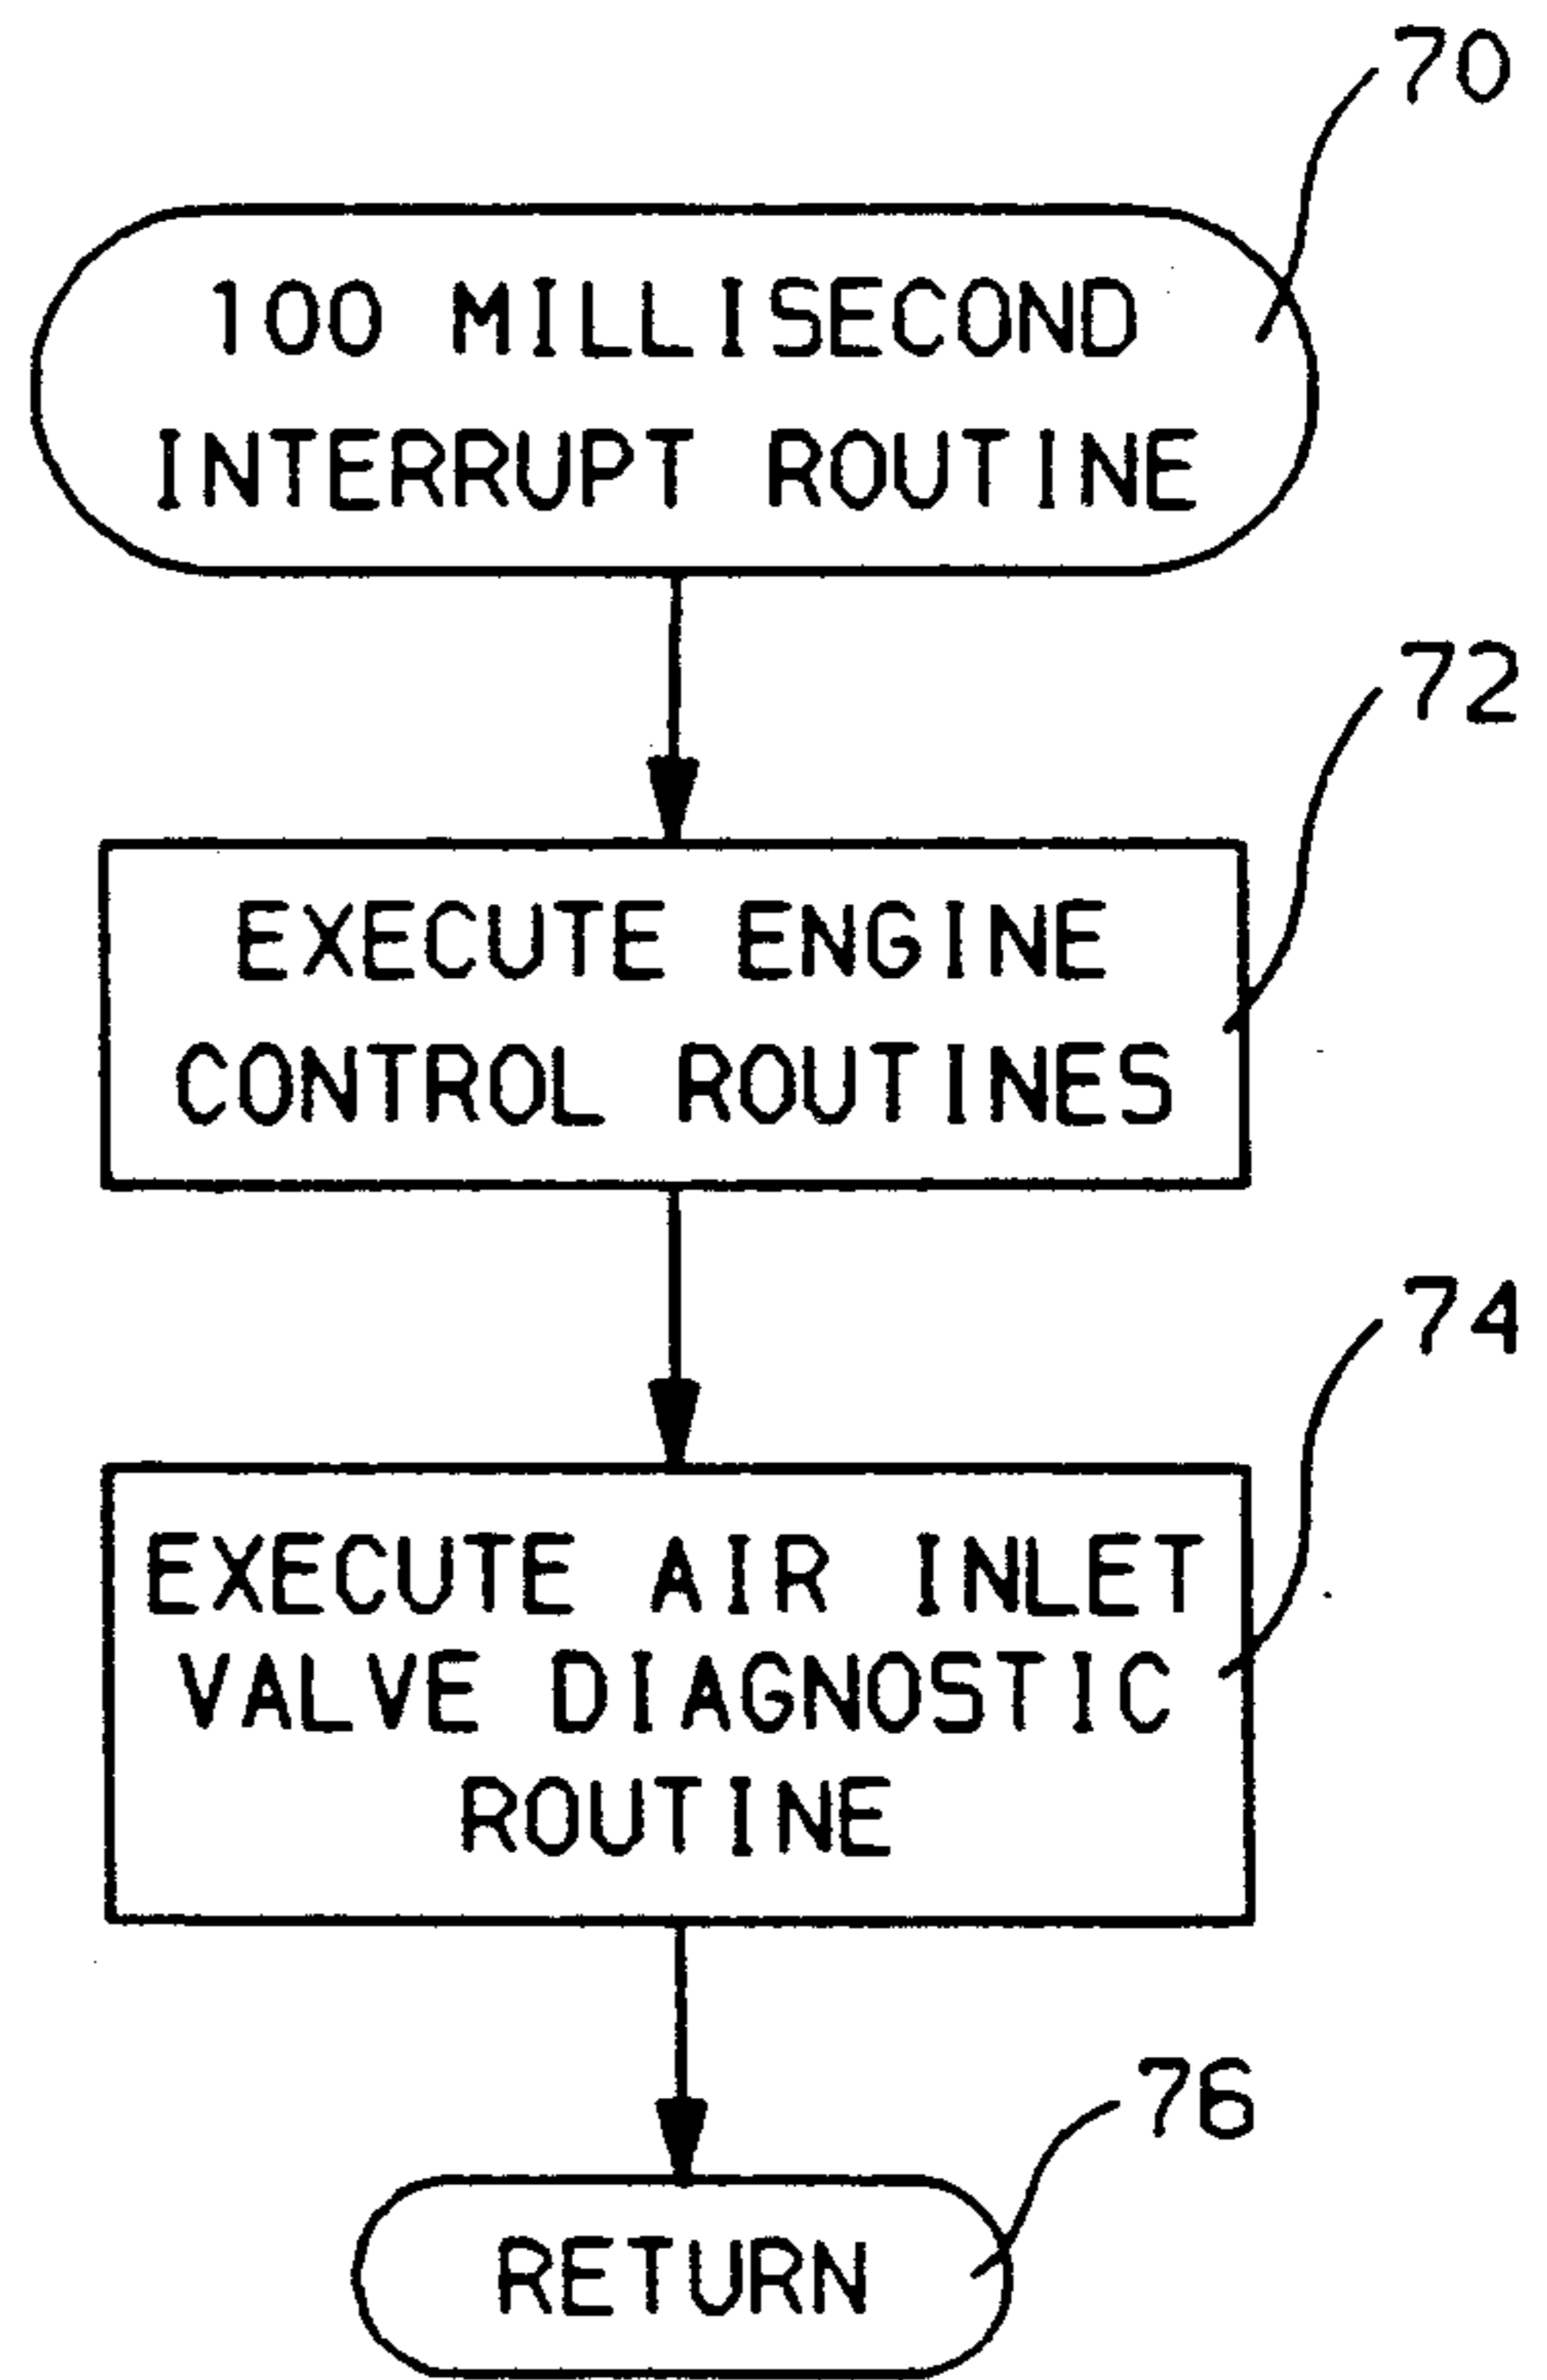 70
100 MILLISECOND
INTERRUPT ROUTINE
72
EXECUTE ENGINE
CONTROL ROUTINES
74
EXECUTE AIR INLET
VALVE DIAGNOSTIC
ROUTINE
76
RETURN